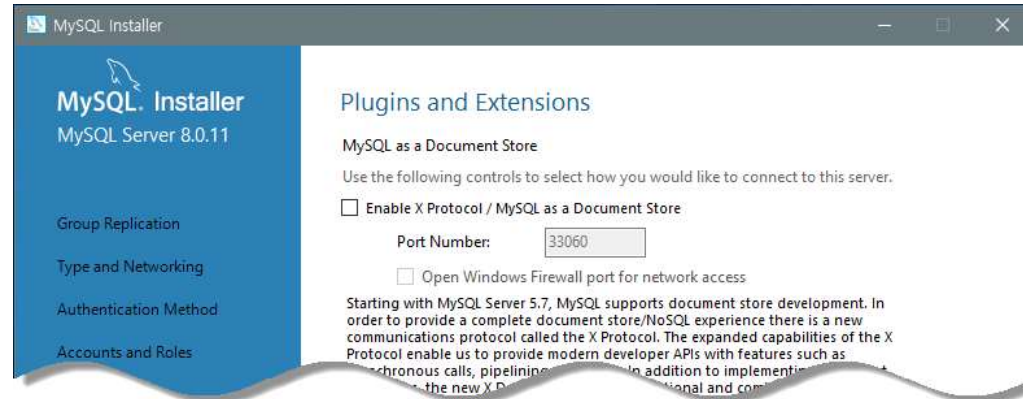 MySQL Installer
MySQL. Installer
MySQL Server 8.0.11
Group Replication
Type and Networking
Authentication Method
Accounts and Roles
Plugins and Extensions
MySQL as a Document Store
Use the following controls to select how you would like to connect to this server.
Enable X Protocol / MySQL as a Document Store
Port Number: 33060
Open Windows Firewall port for network access
Starting with MySQL Server 5.7, MySQL supports document store development. In
order to provide a complete document store/NoSQL experience there is a new
communications protocol called the X Protocol. The expanded capabilities of the X
Protocol enable us to provide modern developer APIs with features such as
chronous calls, pipelining addition to implementing
the new X